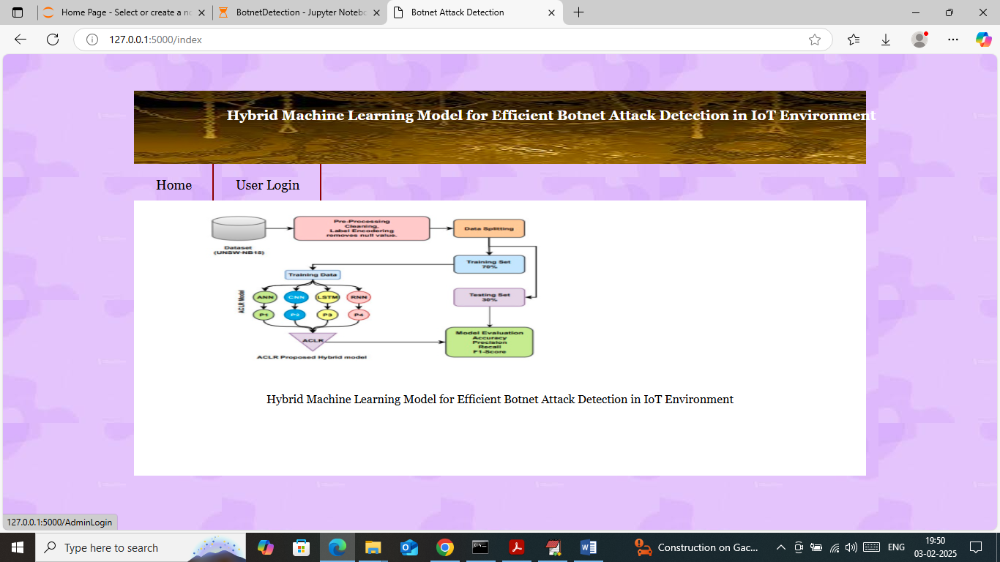 Home Page - Select or create a no
BotnetDetection - Jupyter Notebo
Botnet Attack Detection
127.0.0.1:5000/index
Hybrid Machine Learning Model for Efficient Botnet Attack Detection in IoT Environment
Home
User Login
Pre-Processing
Cleaning,
Label Encoding
removes null value.
Data Splitting
Dataset
(UNSW-NB15)
Training Set
70%
Training Data
ACLR Model
ANN
CNN
LSTM
RNN
Testing Set
30%
P1
P2
P3
P4
ACLR
Model Evaluation
Accuracy
Precision
Recall
F1-Score
ACLR Proposed Hybrid model
Hybrid Machine Learning Model for Efficient Botnet Attack Detection in IoT Environment
127.0.0.1:5000/AdminLogin
Type here to search
Construction on Gac...
ENG
19:50
03-02-2025